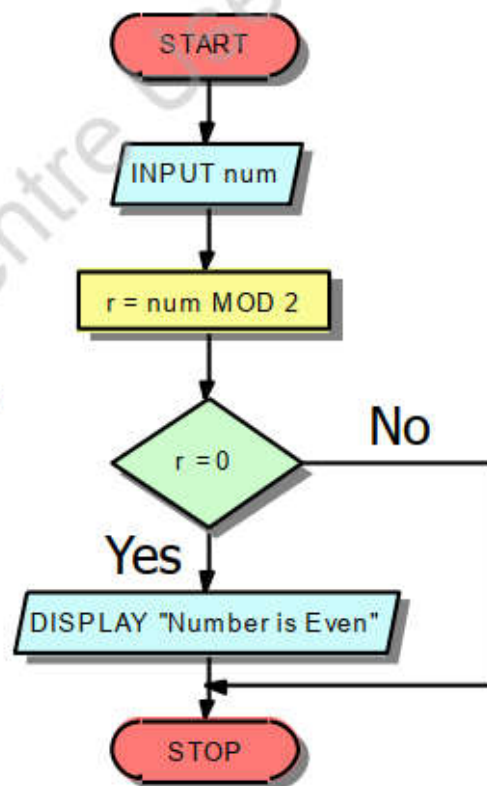 START
INPUT num
r = num MOD 2
r = 0
No
Yes
DISPLAY "Number is Even"
STOP